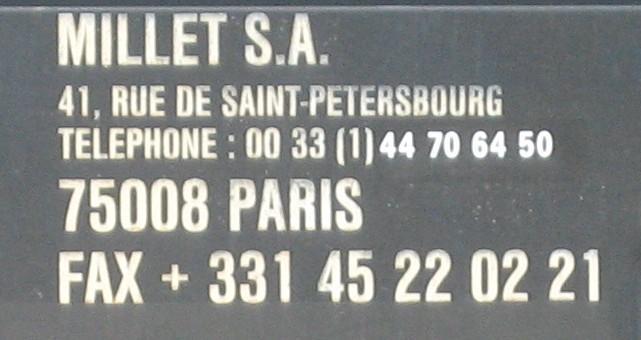 MILLET S.A.
41, RUE DE SAINT-PETERSBOURG
TELEPHONE : 00 33 (1) 44 70 64 50
75008 PARIS
FAX + 331 45 22 02 21